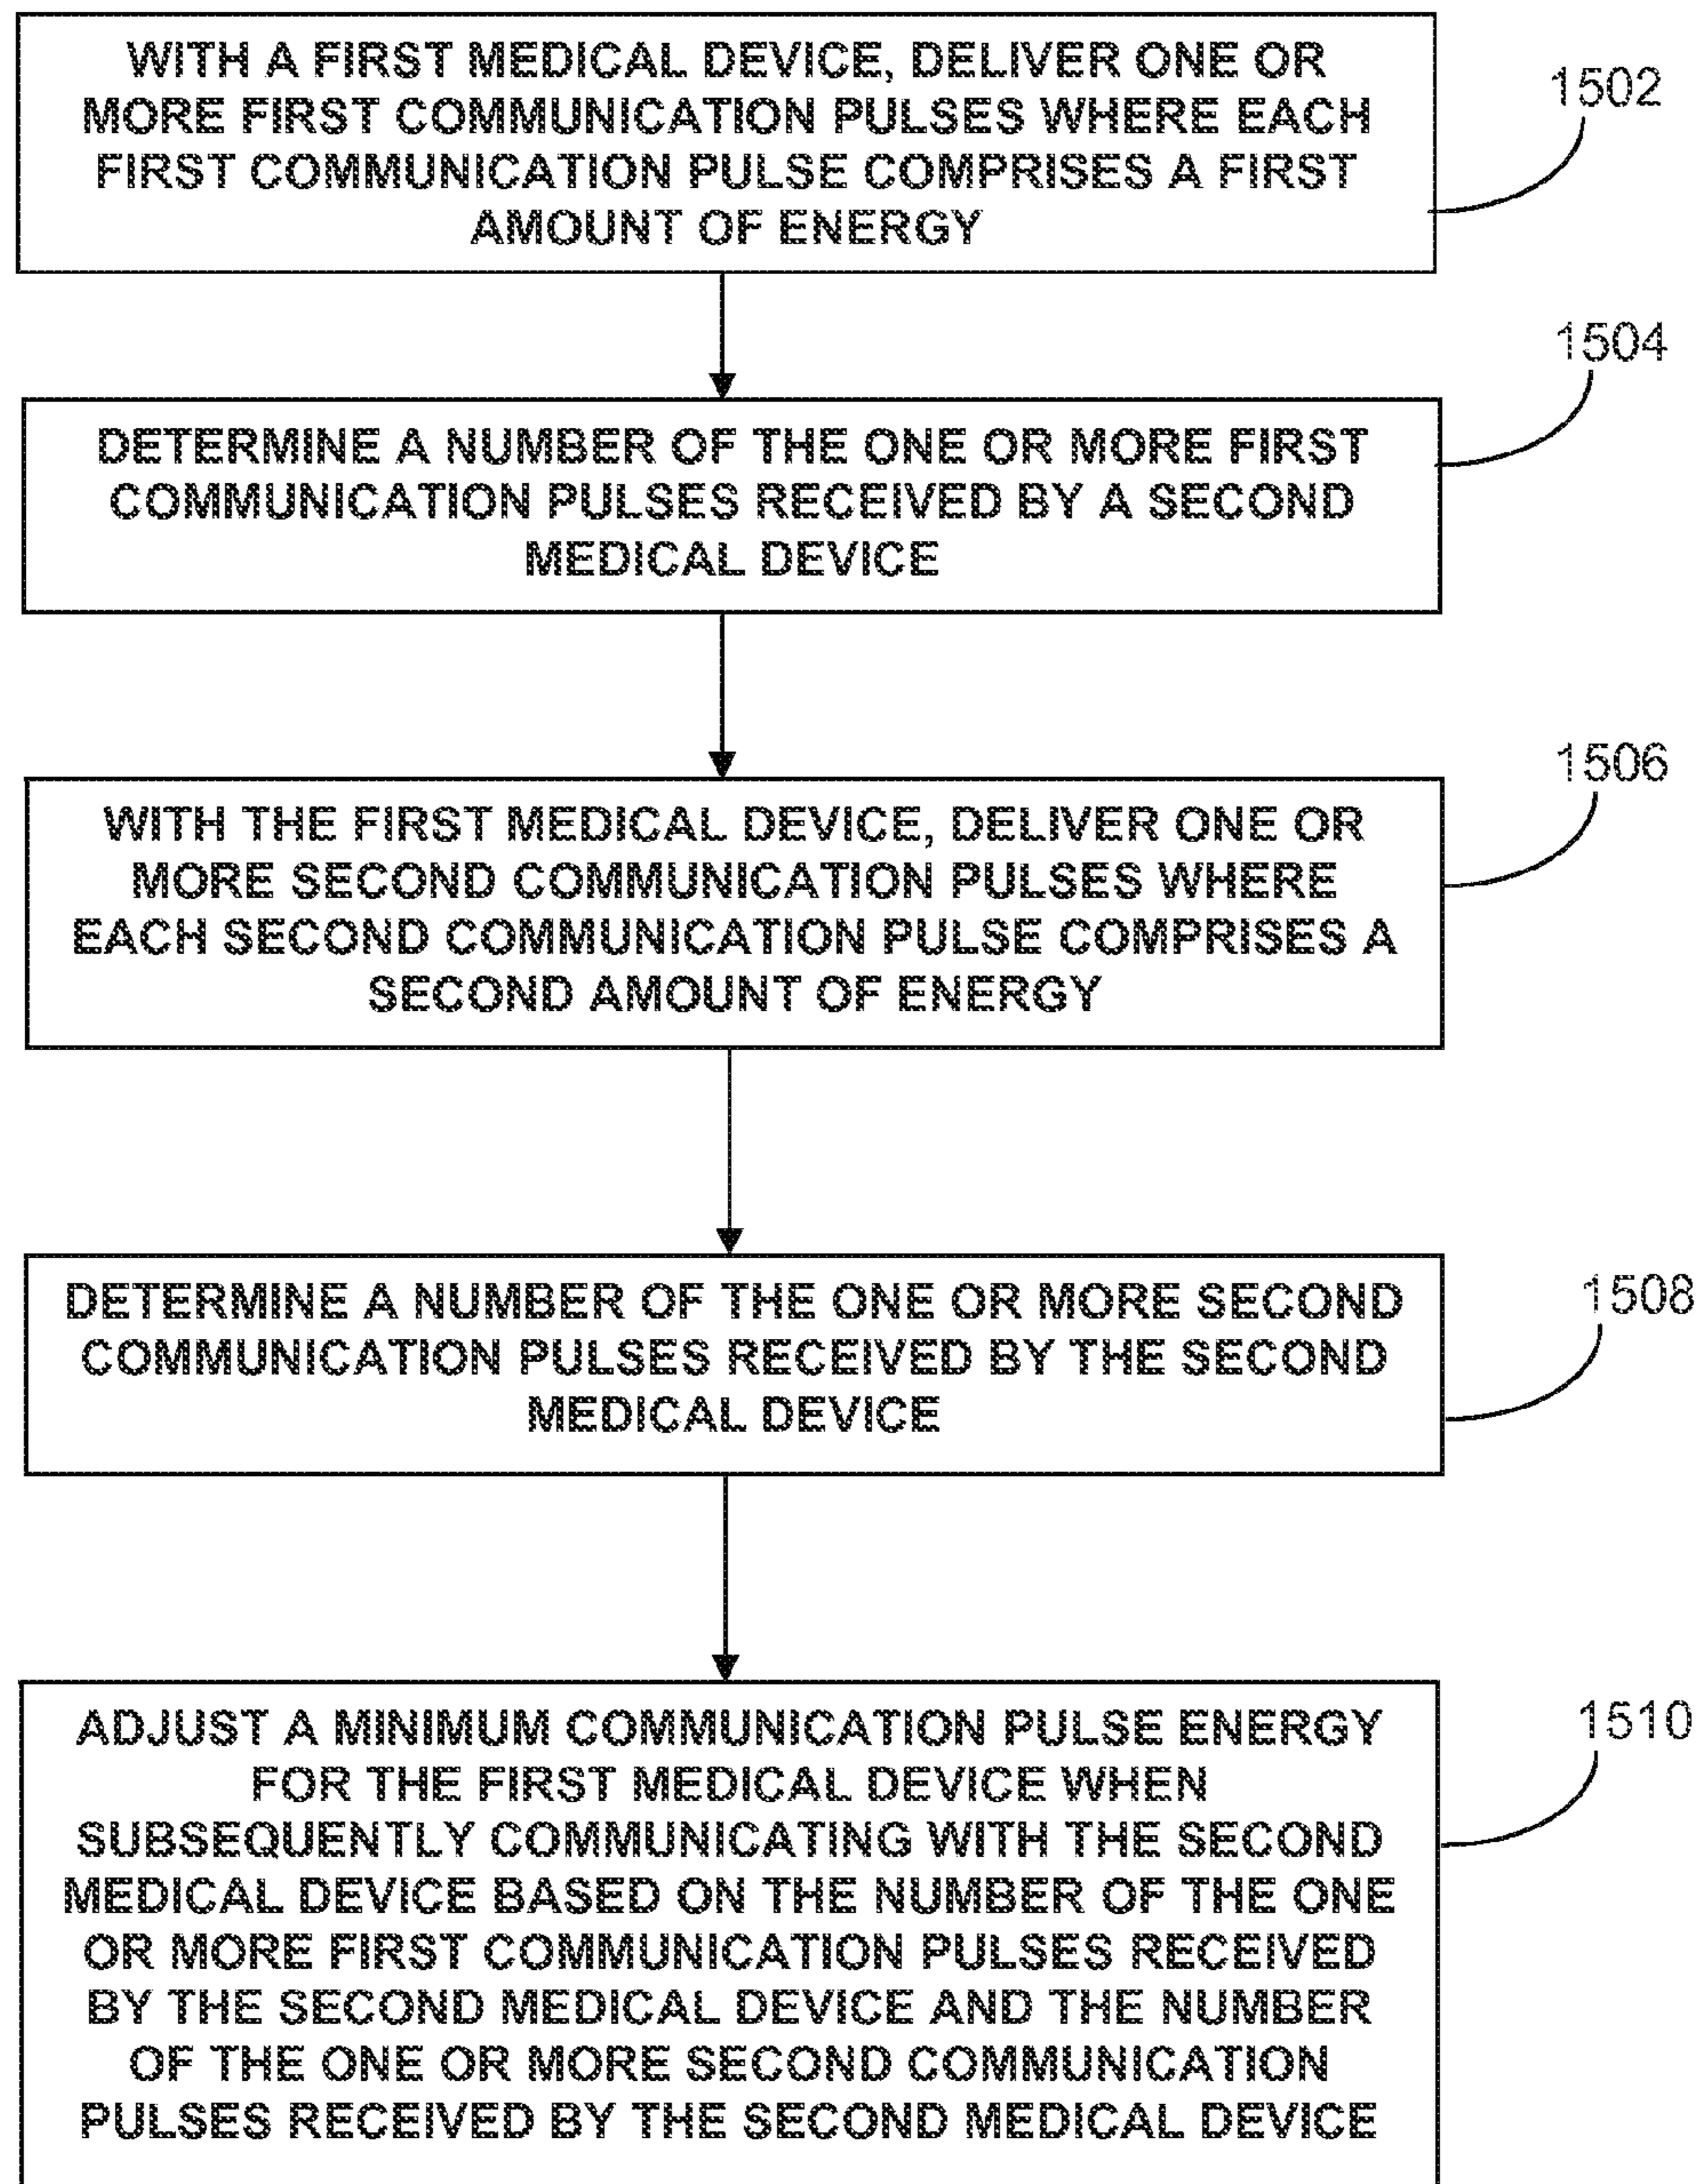 WITH A FIRST MEDICAL DEVICE, DELIVER ONE OR
MORE FIRST COMMUNICATION PULSES WHERE EACH
FIRST COMMUNICATION PULSE COMPRISES A FIRST
AMOUNT OF ENERGY
1502
1504
DETERMINE A NUMBER OF THE ONE OR MORE FIRST
COMMUNICATION PULSES RECEIVED BY A SECOND
MEDICAL DEVICE
1506
WITH THE FIRST MEDICAL DEVICE, DELIVER ONE OR
MORE SECOND COMMUNICATION PULSES WHERE
EACH SECOND COMMUNICATION PULSE COMPRISES A
SECOND AMOUNT OF ENERGY
1508
DETERMINE A NUMBER OF THE ONE OR MORE SECOND
COMMUNICATION PULSES RECEIVED BY THE SECOND
MEDICAL DEVICE
1510
ADJUST A MINIMUM COMMUNICATION PULSE ENERGY
FOR THE FIRST MEDICAL DEVICE WHEN
SUBSEQUENTLY COMMUNICATING WITH THE SECOND
MEDICAL DEVICE BASED ON THE NUMBER OF THE ONE
OR MORE FIRST COMMUNICATION PULSES RECEIVED
BY THE SECOND MEDICAL DEVICE AND THE NUMBER
OF THE ONE OR MORE SECOND COMMUNICATION
PULSES RECEIVED BY THE SECOND MEDICAL DEVICE